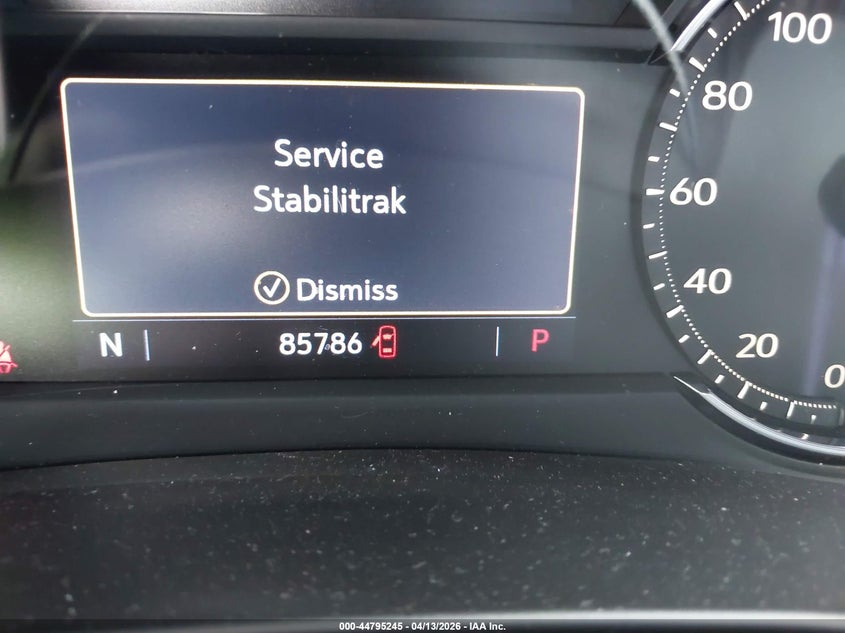 Service
Stabilitrak
Dismiss
N 85786 P
100
80
60
40
20
0
000-44795245 - 04/13/2026 - IAA Inc.